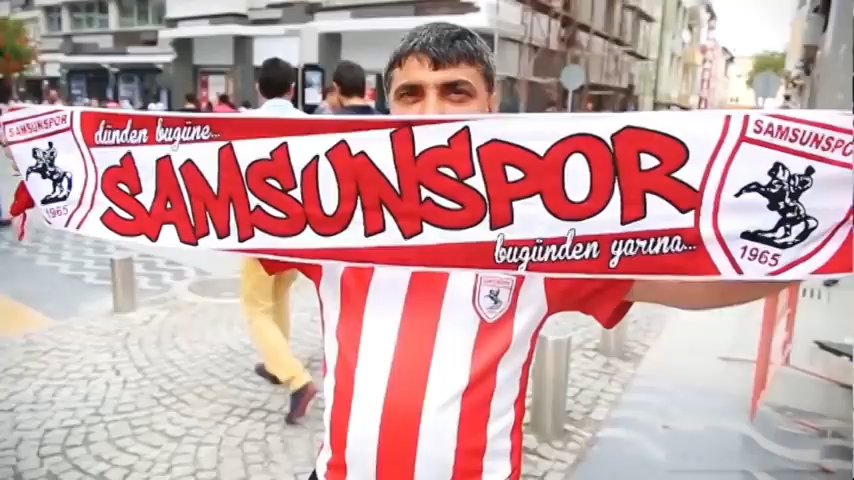 SAMSUNSPOR
1965
dünden bugüne...
SAMSUNSPOR
bugünden yarına...
SAMSUNSPOR
1965